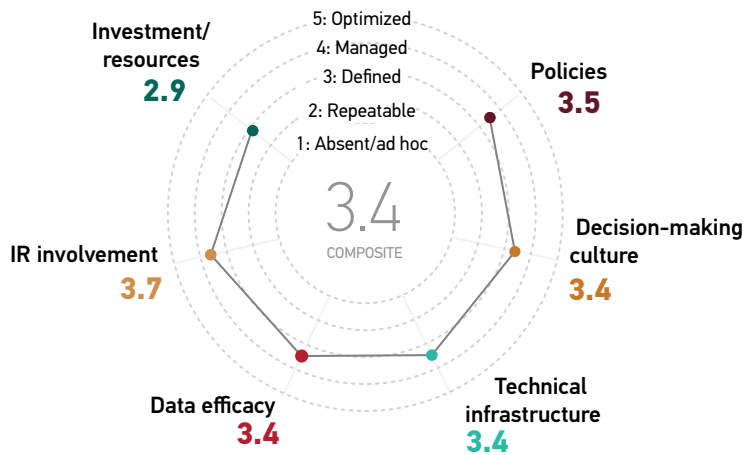 5: Optimized
4: Managed
3: Defined
2: Repeatable
1: Absent/ad hoc
3.4
COMPOSITE
Investment/
resources
2.9
Policies
3.5
IR involvement
3.7
Decision-making
culture
3.4
Data efficacy
3.4
Technical
infrastructure
3.4